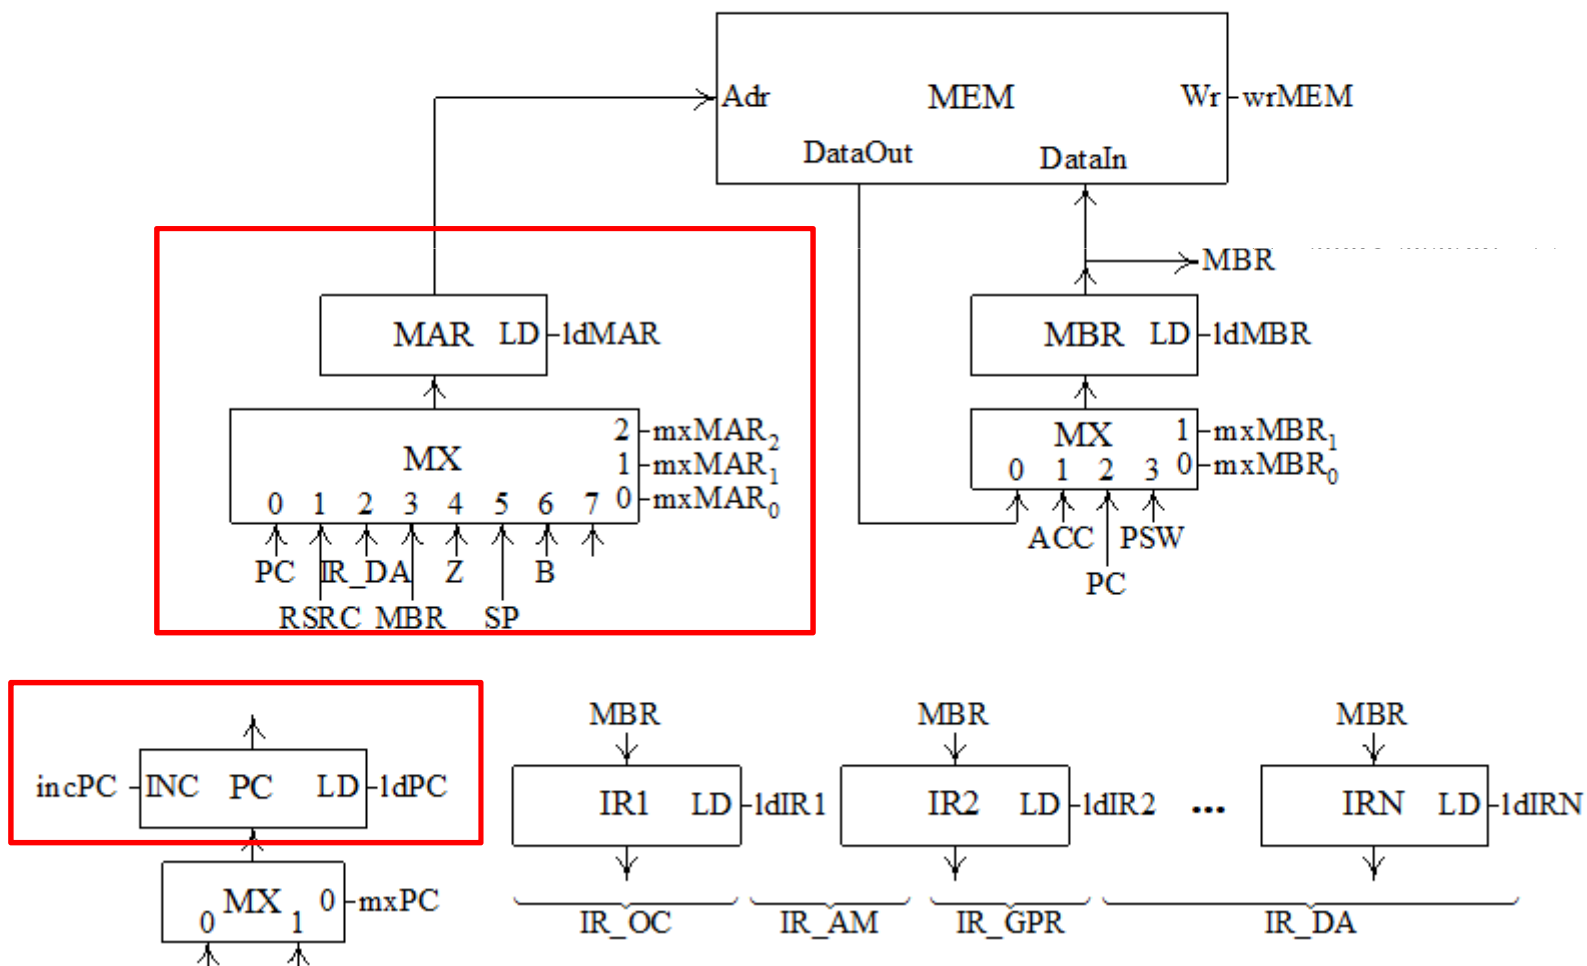 Adr MEM Wr wrMEM
DataOut DataIn
MBR
MAR LD ldMAR
MBR LD ldMBR
MX 2 mxMAR2
1 mxMAR1
0 1 2 3 4 5 6 7 0 mxMAR0
MX 1 mxMBR1
0 1 2 3 0 mxMBR0
PC IR_DA Z B
RSRC MBR SP
ACC PSW
PC
incPC INC PC LD ldPC
MX 0 mxPC
0 1
MBR MBR MBR
IR1 LD ldIR1 IR2 LD ldIR2 ... IRN LD ldIRN
IR_OC IR_AM IR_GPR IR_DA